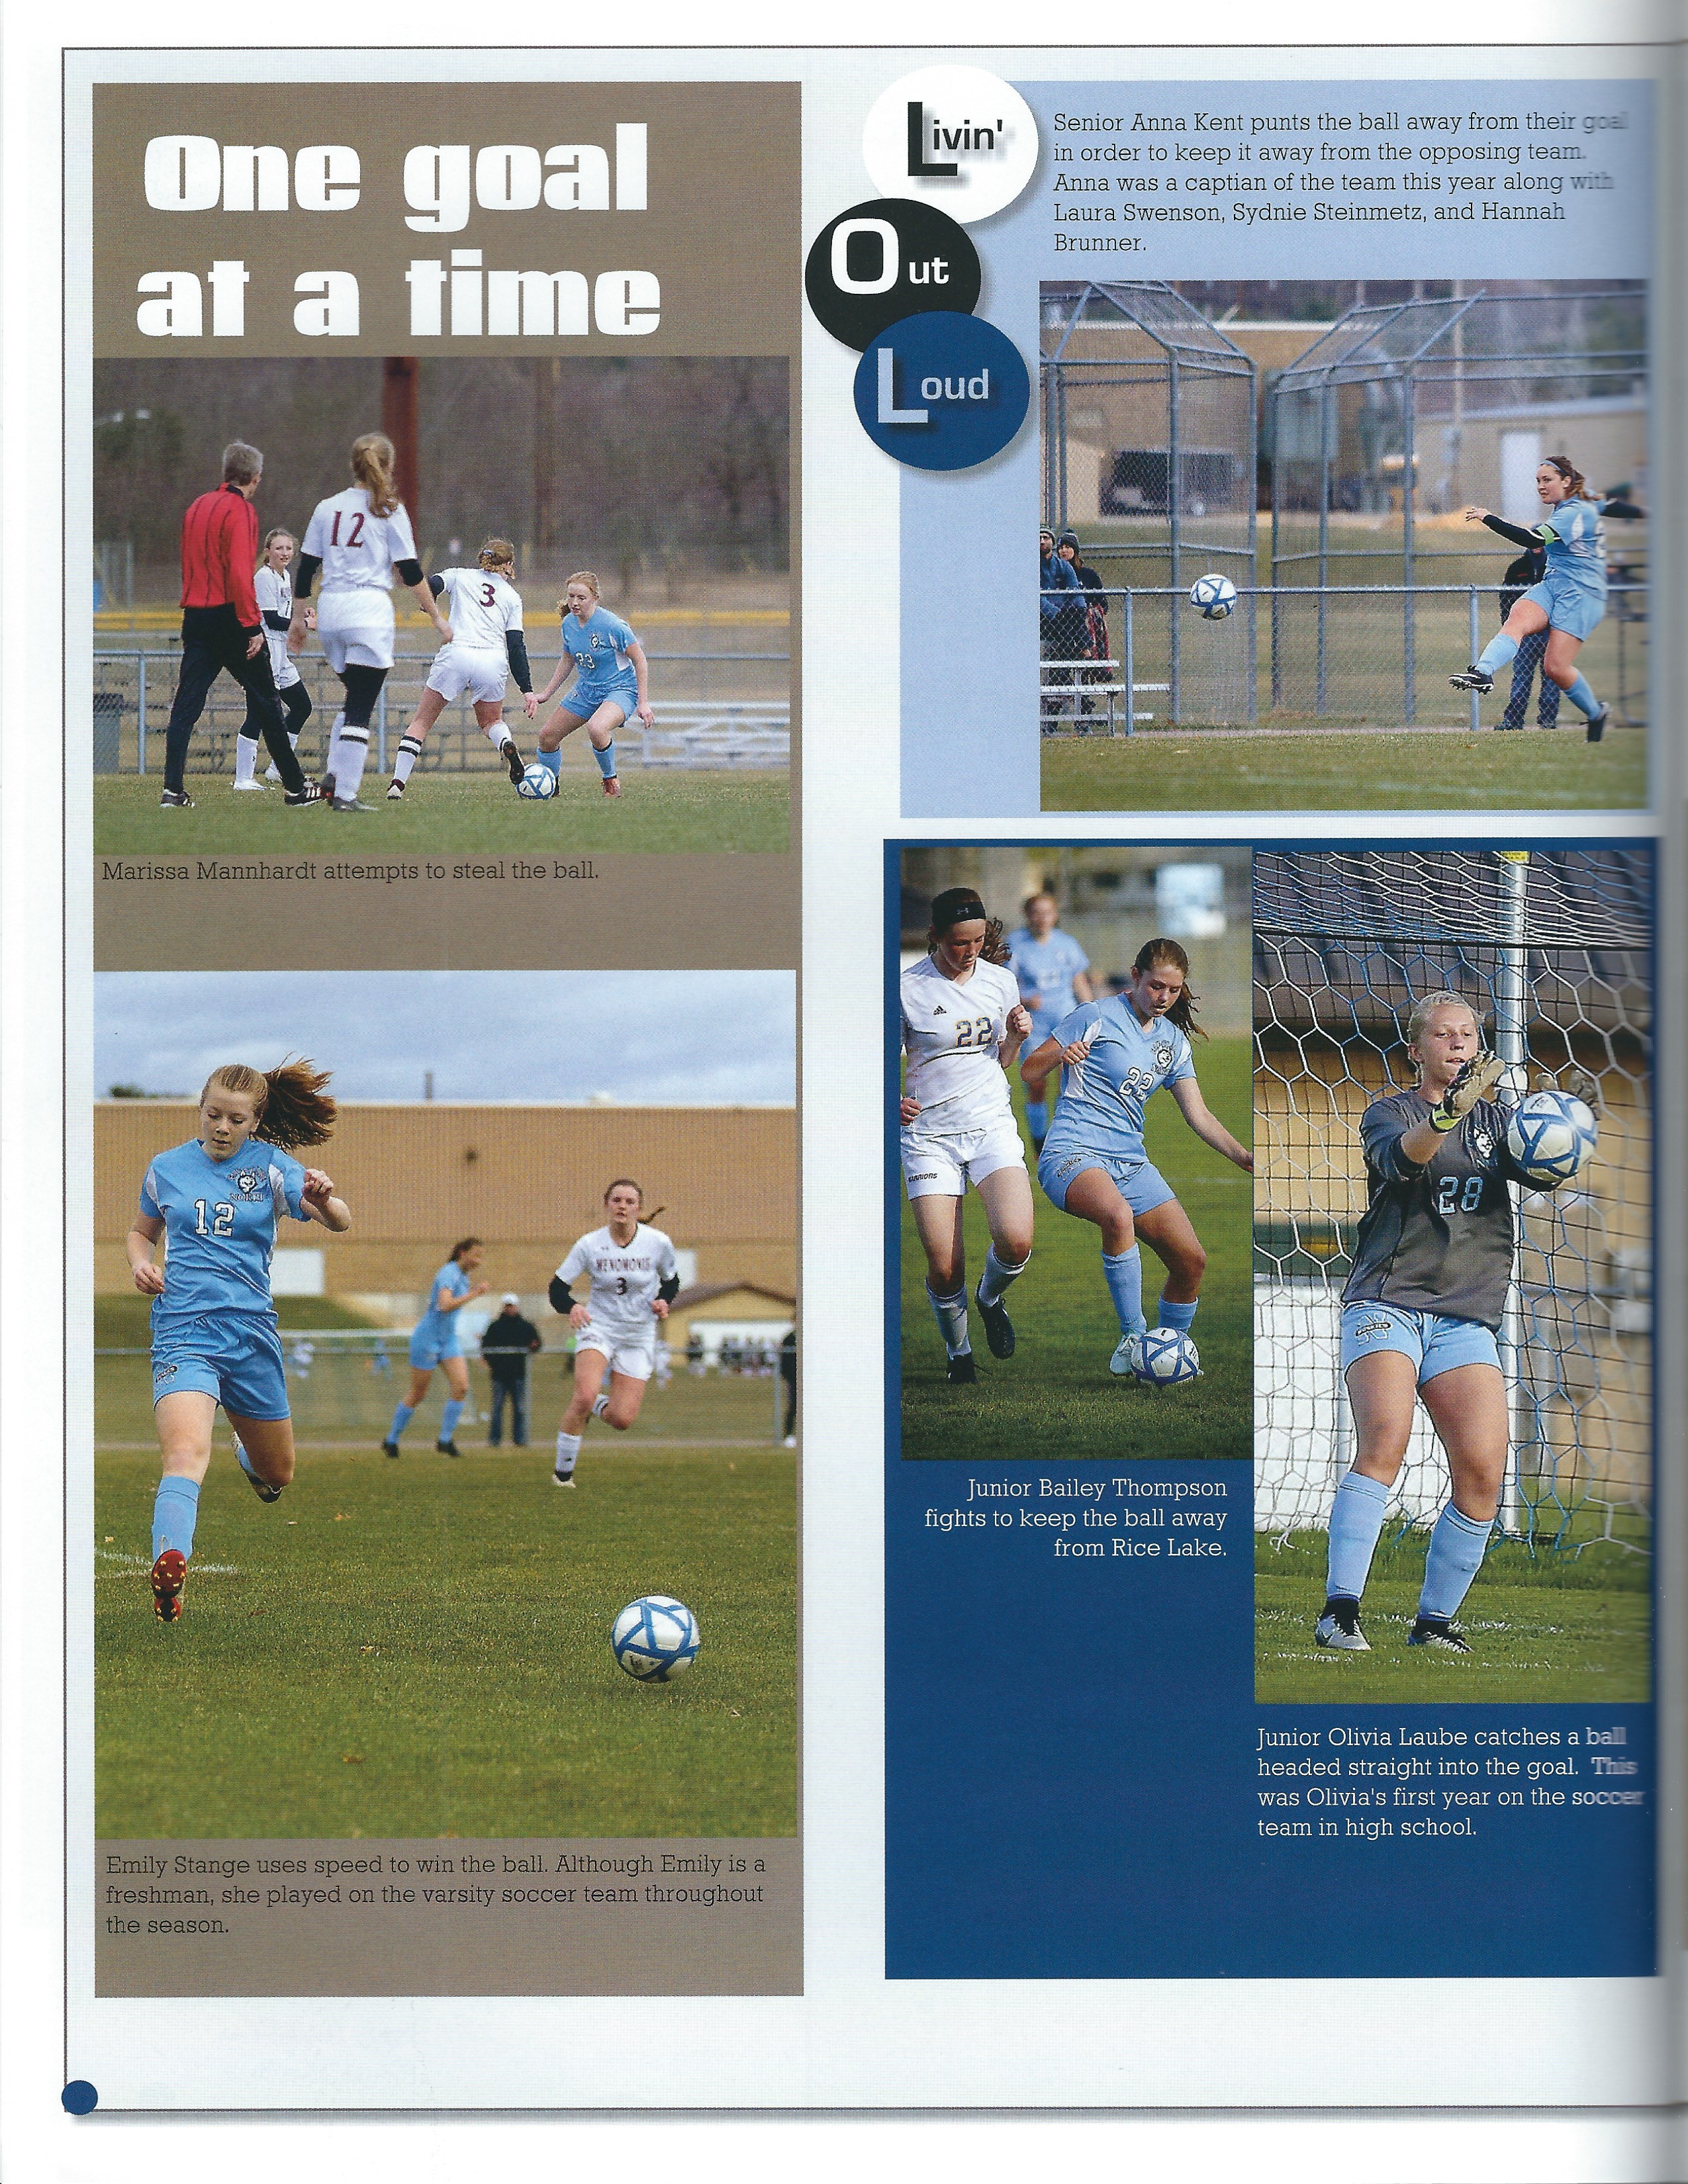 One goal
at a time
Marissa Mannhardt attempts to steal the ball.
Emily Stange uses speed to win the ball. Although Emily is a
freshman, she played on the varsity soccer team throughout
the season.
Livin'
Out
Loud
Senior Anna Kent punts the ball away from their goal
in order to keep it away from the opposing team.
Anna was a captian of the team this year along with
Laura Swenson, Sydnie Steinmetz, and Hannah
Brunner.
Junior Bailey Thompson
fights to keep the ball away
from Rice Lake.
Junior Olivia Laube catches a ball
headed straight into the goal. This
was Olivia's first year on the soccer
team in high school.
12
3
23
12
NORTH
MENOMONIE
3
22
22
28